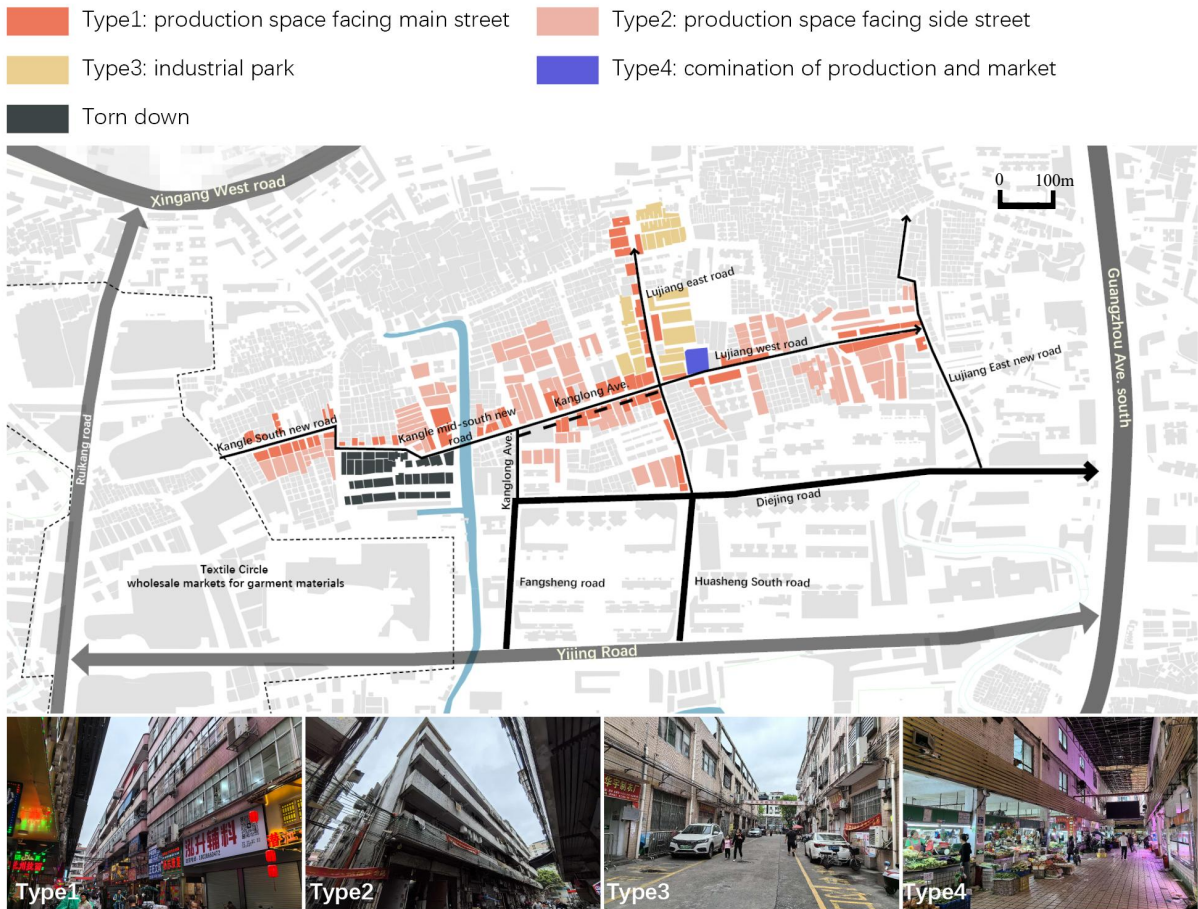 Type1: production space facing main street
Type2: production space facing side street
Type3: industrial park
Type4: comination of production and market
Torn down
Xingang West road
0 100m
Lujiang east road
Guangzhou Ave. south
Lujiang west road
Lujiang East new road
Kanglong Ave.
Kangle South new road
Kangle mid-south new
road
Ruikang road
Kanglong Ave.
Diejing road
Textile Circle
wholesale markets for garment materials
Fangsheng road
Huasheng South road
Yijing Road
泓升辅料
Type1
Type2
Type3
Type4